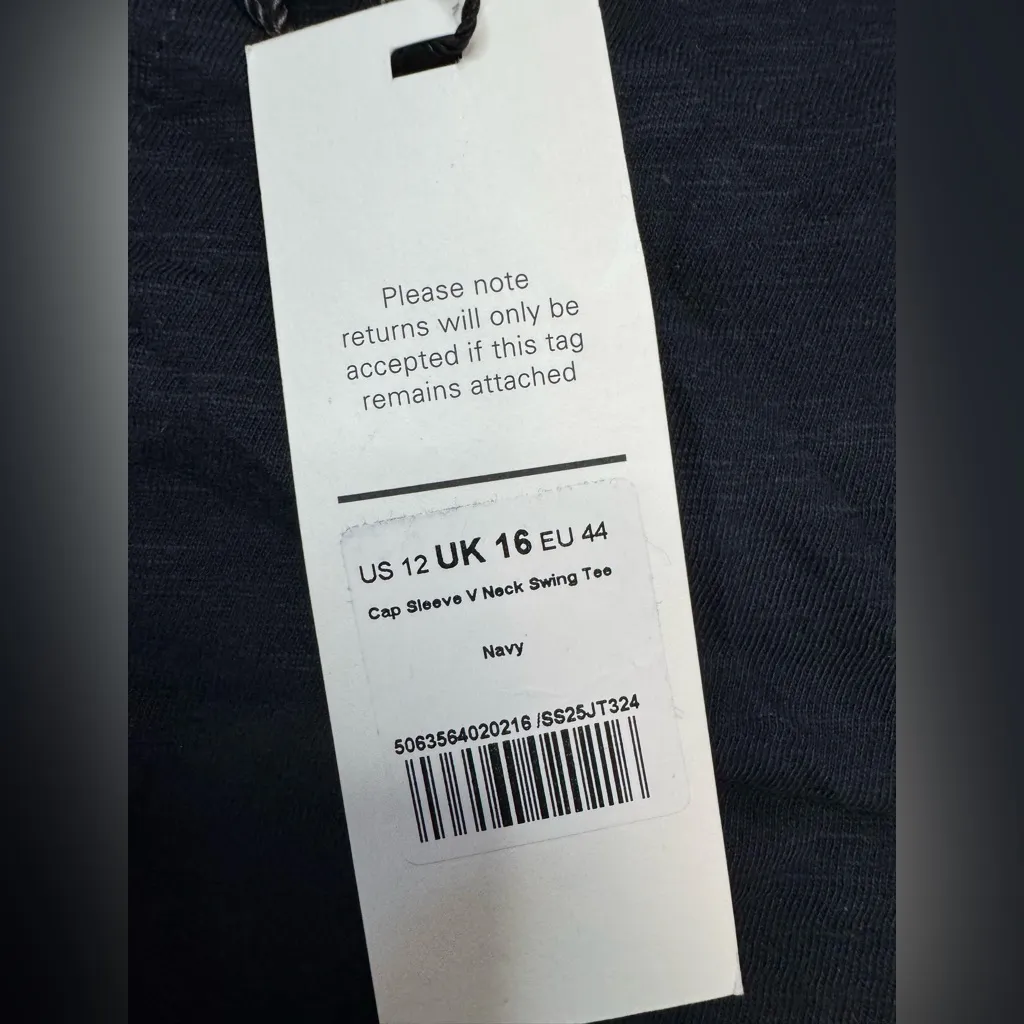 Please note
returns will only be
accepted if this tag
remains attached
US 12 UK 16 EU 44
Cap Sleeve V Neck Swing Tee
Navy
5063564020216 /SS25JT324